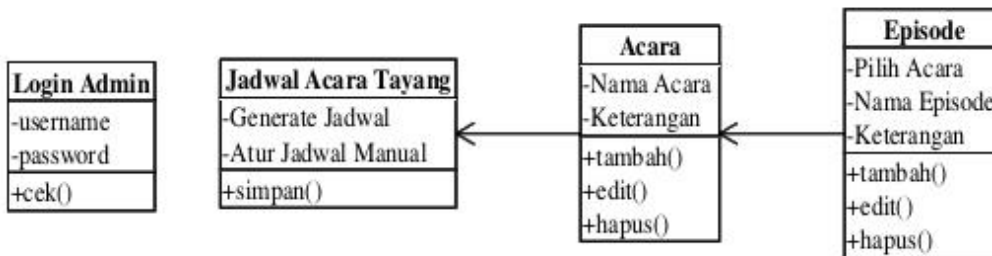 Login Admin
-username
-password
+cek()
Jadwal Acara Tayang
-Generate Jadwal
-Atur Jadwal Manual
+simpan()
Acara
-Nama Acara
-Keterangan
+tambah()
+edit()
+hapus()
Episode
-Pilih Acara
-Nama Episode
-Keterangan
+tambah()
+edit()
+hapus()